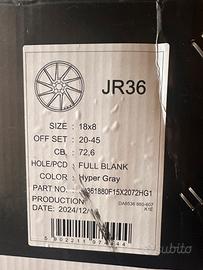 JR36
SIZE : 18x8
OFF SET : 20-45
CB. : 72,6
HOLE/PCD : FULL BLANK
COLOR : Hyper Gray
PART NO.
381880F15X2072HG1
PRODUCTION
DATE: 2024/12/
subito